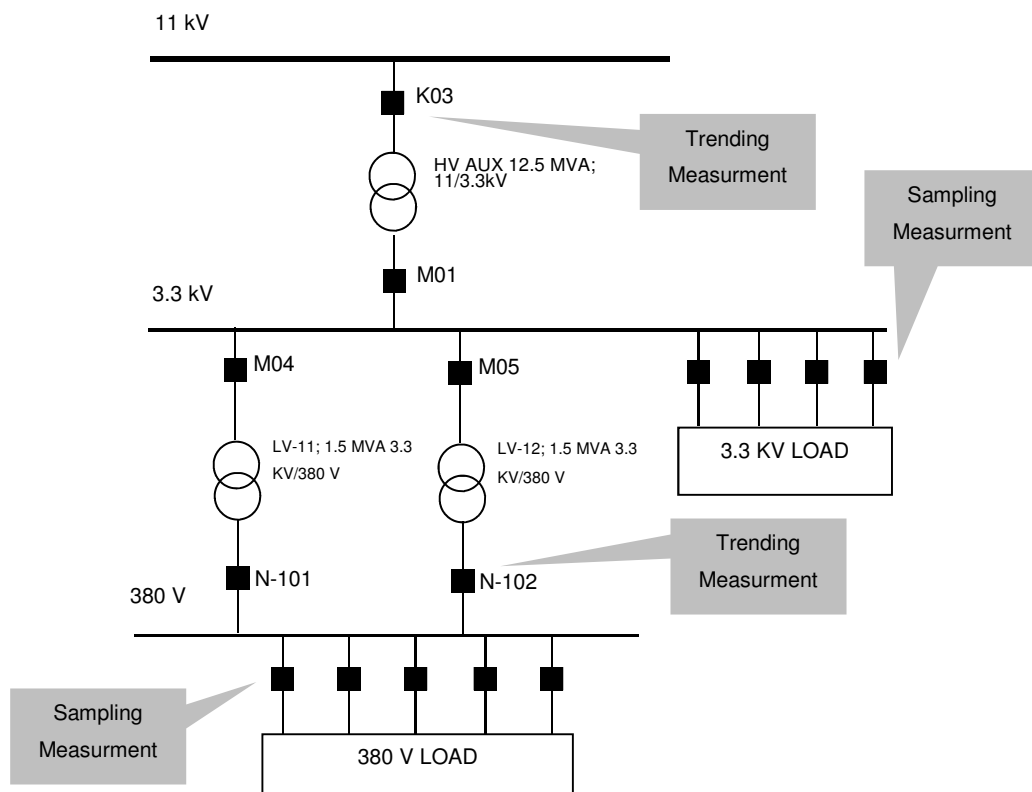 11 kV
K03
Trending
Measurment
HV AUX 12.5 MVA;
11/3.3kV
Sampling
Measurment
M01
3.3 kV
M04
M05
LV-11; 1.5 MVA 3.3
KV/380 V
LV-12; 1.5 MVA 3.3
KV/380 V
3.3 KV LOAD
Trending
Measurment
N-101
N-102
380 V
Sampling
Measurment
380 V LOAD